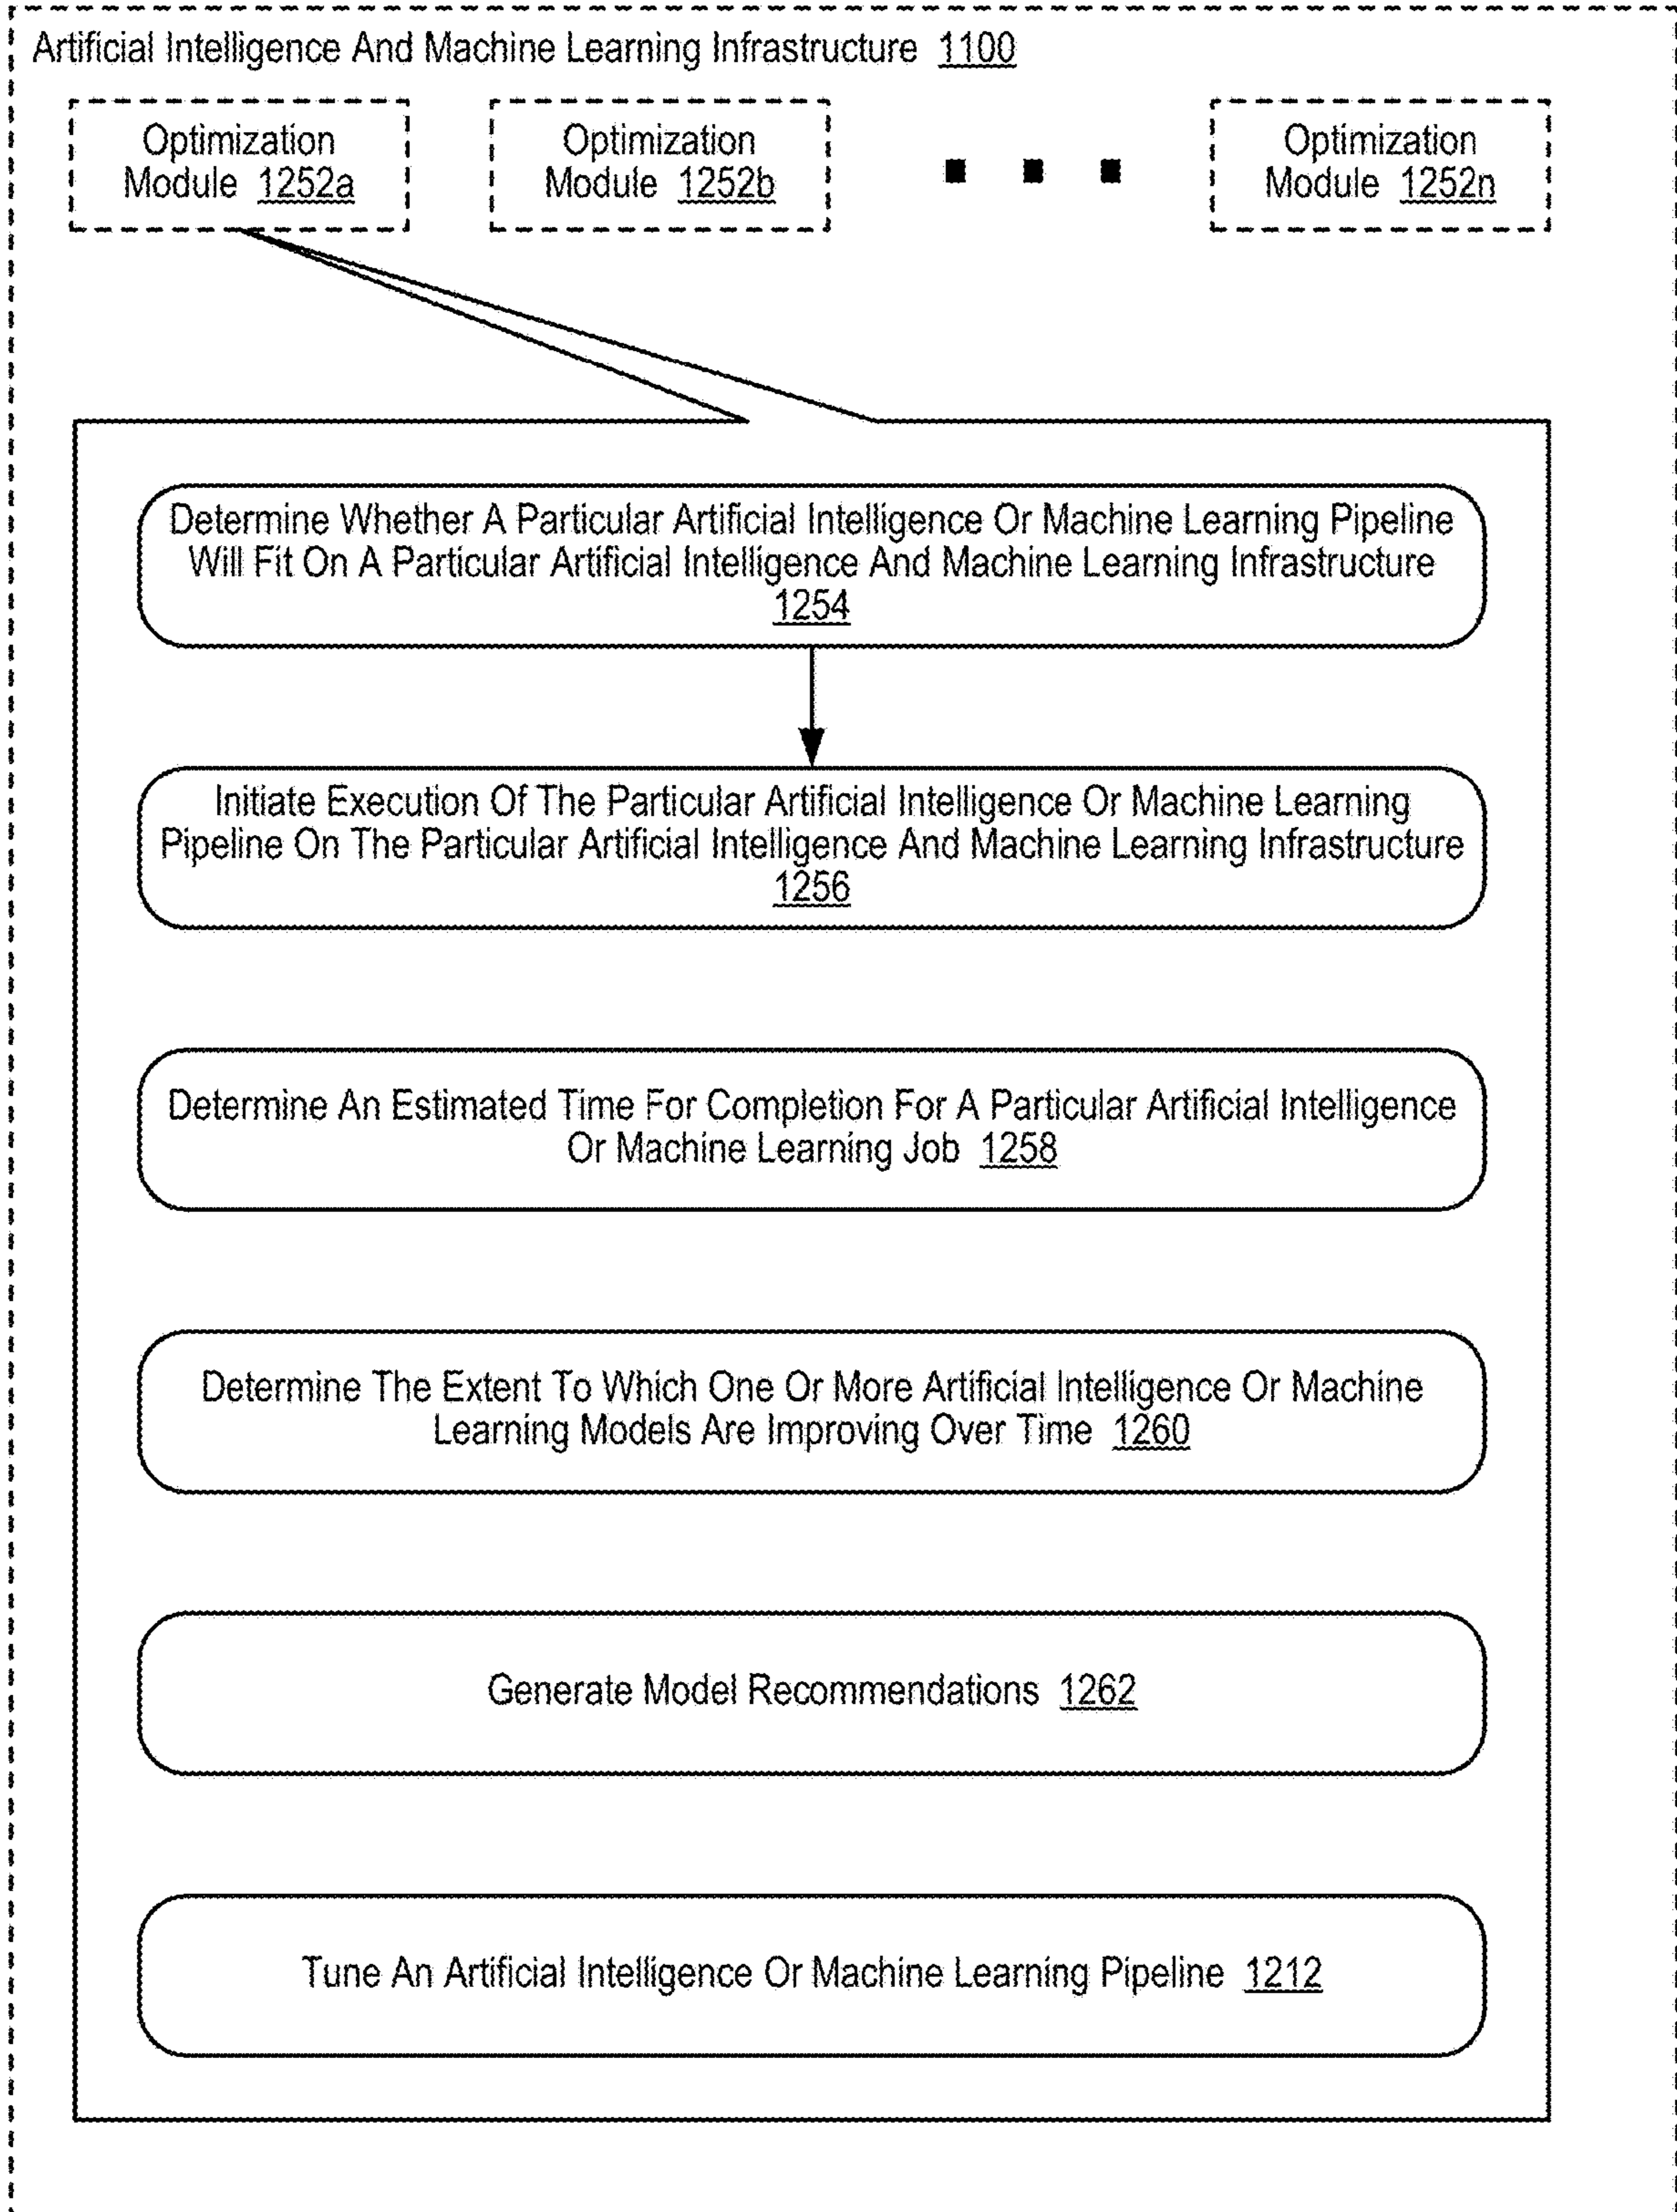 Artificial Intelligence And Machine Learning Infrastructure 1100
Optimization
Module 1252a
Optimization
Module 1252b
Optimization
Module 1252n
Determine Whether A Particular Artificial Intelligence Or Machine Learning Pipeline
Will Fit On A Particular Artificial Intelligence And Machine Learning Infrastructure
1254
Initiate Execution Of The Particular Artificial Intelligence Or Machine Learning
Pipeline On The Particular Artificial Intelligence And Machine Learning Infrastructure
1256
Determine An Estimated Time For Completion For A Particular Artificial Intelligence
Or Machine Learning Job 1258
Determine The Extent To Which One Or More Artificial Intelligence Or Machine
Learning Models Are Improving Over Time 1260
Generate Model Recommendations 1262
Tune An Artificial Intelligence Or Machine Learning Pipeline 1212